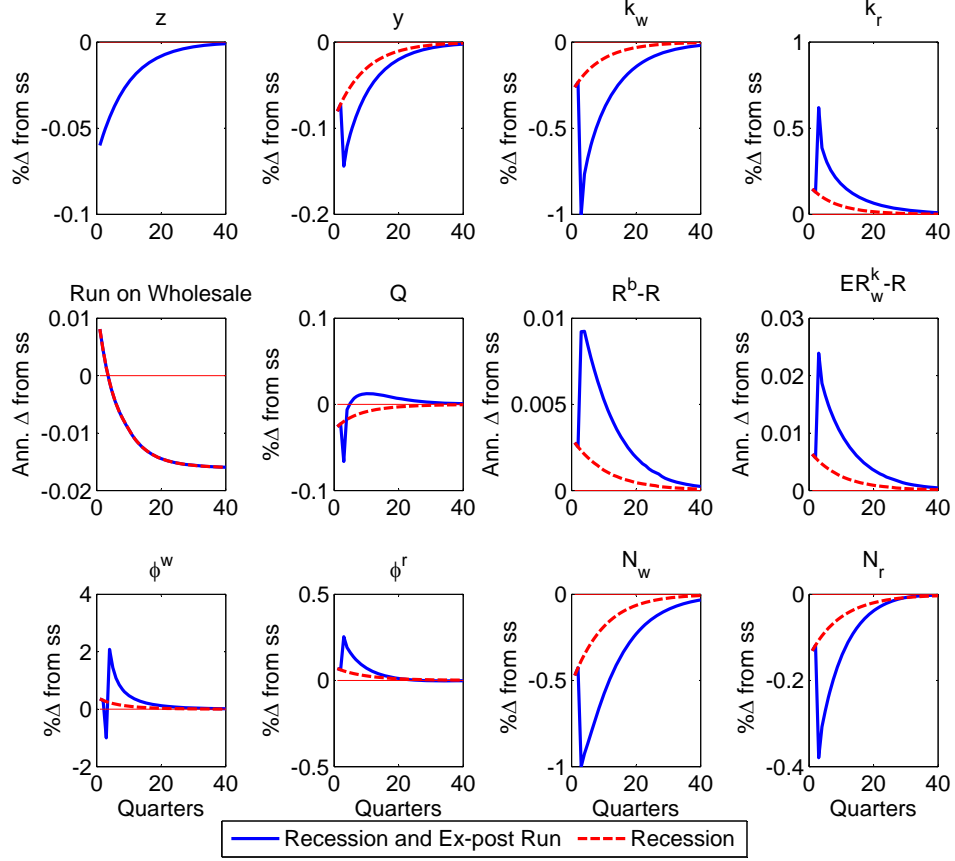 z
y
k_w
k_r
%Δ from ss
0
-0.05
-0.1
0 20 40
%Δ from ss
0
-0.1
-0.2
0 20 40
%Δ from ss
0
-0.5
-1
0 20 40
%Δ from ss
1
0.5
0
0 20 40
Run on Wholesale
Q
R^b-R
ER_w^k-R
Ann. Δ from ss
0.01
0
-0.01
-0.02
0 20 40
%Δ from ss
0.1
0
-0.1
0 20 40
Ann. Δ from ss
0.01
0.005
0
0 20 40
Ann. Δ from ss
0.03
0.02
0.01
0
0 20 40
ϕ^w
ϕ^r
N_w
N_r
%Δ from ss
4
2
0
-2
0 20 40
Quarters
%Δ from ss
0.5
0
-0.5
0 20 40
Quarters
%Δ from ss
0
-0.5
-1
0 20 40
Quarters
%Δ from ss
0
-0.2
-0.4
0 20 40
Quarters
Recession and Ex-post Run
Recession